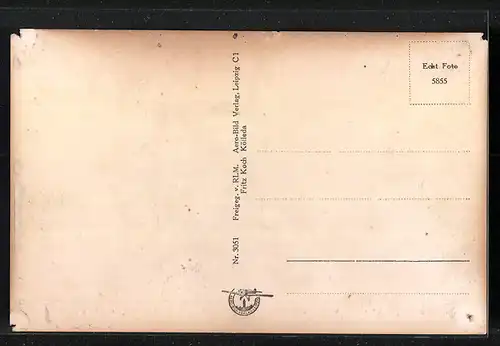 Echt Foto
5855
Nr. 3051 Freigeg. v. RLM. Aero-Bild Verlag, Leipzig C1
Fritz Koch Kölleda